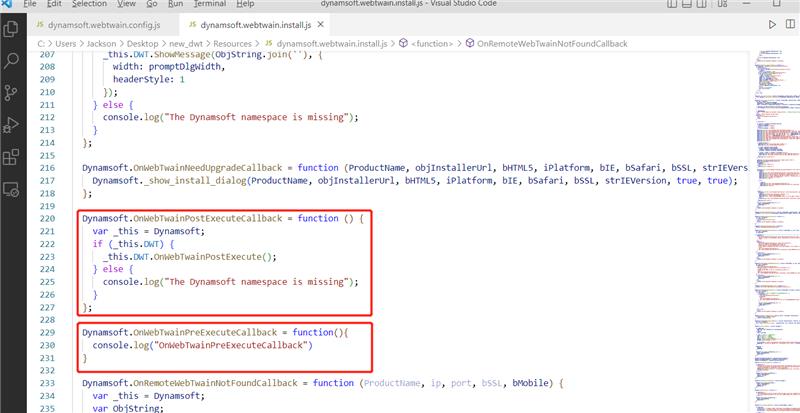 File Edit Selection View Go Run Terminal Help
dynamsoft.webtwain.install.js - Visual Studio Code
JS dynamsoft.webtwain.config.js
JS dynamsoft.webtwain.install.js ×
C: > Users > Jackson > Desktop > new_dwt > Resources > JS dynamsoft.webtwain.install.js > <function> > OnRemoteWebTwainNotFoundCallback
207 _this.DWT.ShowMessage(ObjString.join(''), {
208 width: promptDlgWidth,
209 headerStyle: 1
210 });
211 } else {
212 console.log("The Dynamsoft namespace is missing");
213 }
214 };
215
216 Dynamsoft.OnWebTwainNeedUpgradeCallback = function (ProductName, objInstallerUrl, bHTML5, iPlatform, bIE, bSafari, bSSL, strIEVers
217 Dynamsoft._show_install_dialog(ProductName, objInstallerUrl, bHTML5, iPlatform, bIE, bSafari, bSSL, strIEVersion, true, true);
218 };
219
220 Dynamsoft.OnWebTwainPostExecuteCallback = function () {
221 var _this = Dynamsoft;
222 if (_this.DWT) {
223 _this.DWT.OnWebTwainPostExecute();
224 } else {
225 console.log("The Dynamsoft namespace is missing");
226 }
227 };
228
229 Dynamsoft.OnWebTwainPreExecuteCallback = function(){
230 console.log("OnWebTwainPreExecuteCallback")
231 }
232
233 Dynamsoft.OnRemoteWebTwainNotFoundCallback = function (ProductName, ip, port, bSSL, bMobile) {
234 var _this = Dynamsoft;
235 var ObjString;